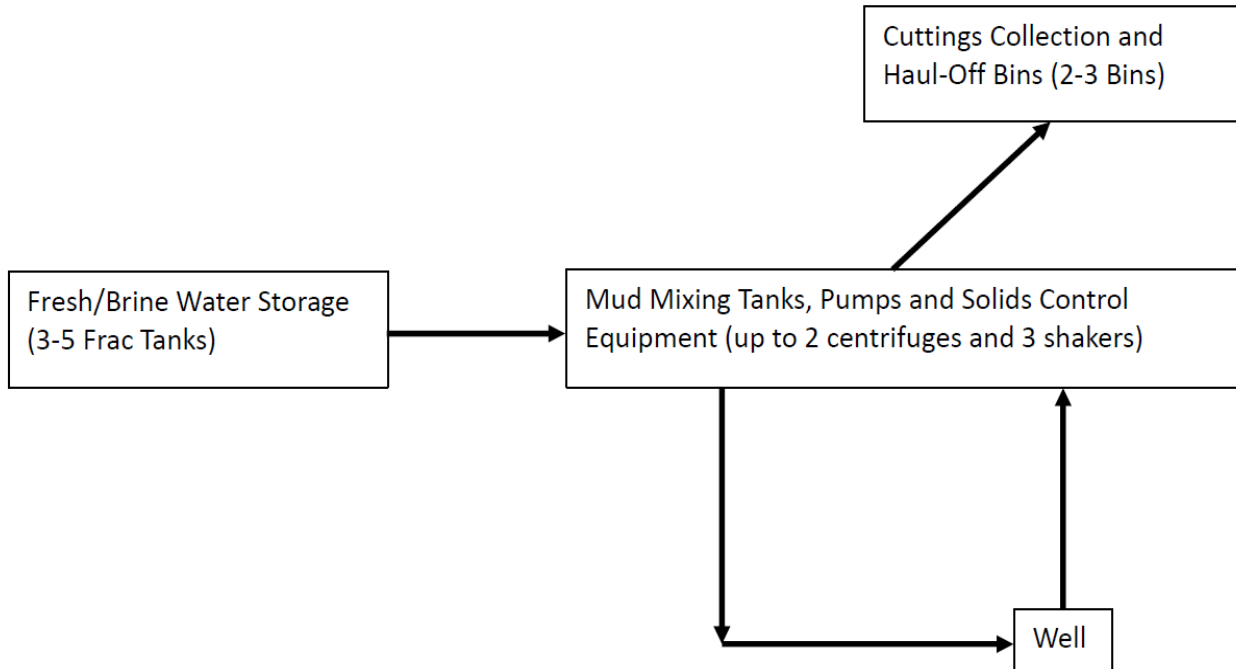 Cuttings Collection and
Haul-Off Bins (2-3 Bins)
Fresh/Brine Water Storage
(3-5 Frac Tanks)
Mud Mixing Tanks, Pumps and Solids Control
Equipment (up to 2 centrifuges and 3 shakers)
Well